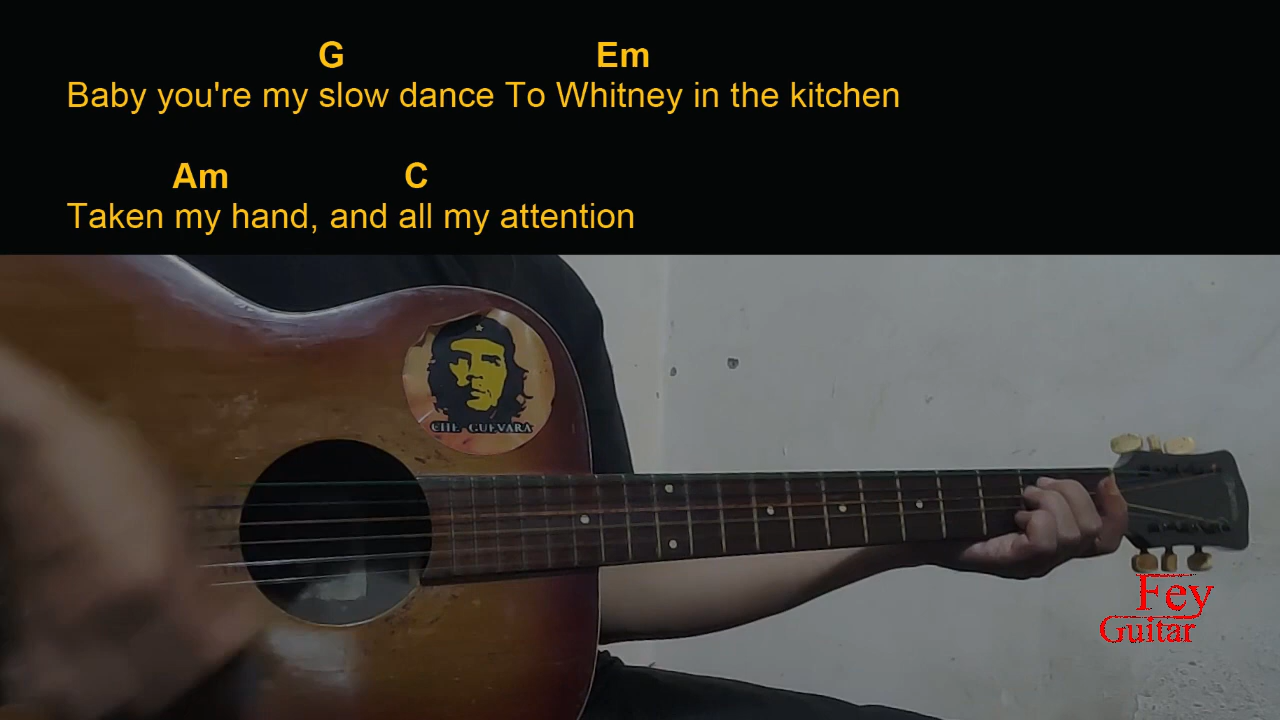 G Em
Baby you're my slow dance To Whitney in the kitchen
Am C
Taken my hand, and all my attention
CHE GUEVARA
Fey
Guitar